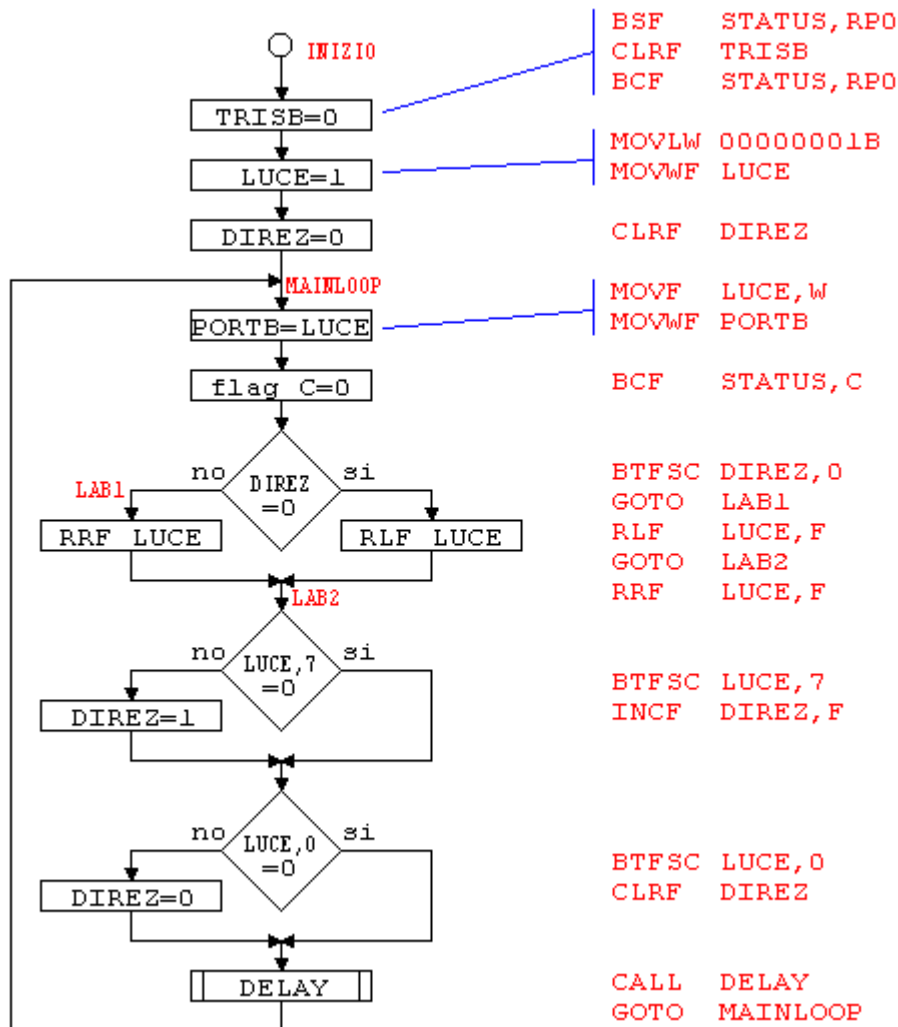 INIZIO
BSF STATUS,RP0
CLRF TRISB
BCF STATUS,RP0
TRISB=0
MOVLW 00000001B
MOVWF LUCE
LUCE=1
DIREZ=0
CLRF DIREZ
MAINLOOP
MOVF LUCE,W
MOVWF PORTB
PORTB=LUCE
flag C=0
BCF STATUS,C
DIREZ
=0
no
si
LAB1
RRF LUCE
RLF LUCE
BTFSC DIREZ,0
GOTO LAB1
RLF LUCE,F
GOTO LAB2
RRF LUCE,F
LAB2
LUCE,7
=0
no
si
DIREZ=1
BTFSC LUCE,7
INCF DIREZ,F
LUCE,0
=0
no
si
DIREZ=0
BTFSC LUCE,0
CLRF DIREZ
DELAY
CALL DELAY
GOTO MAINLOOP